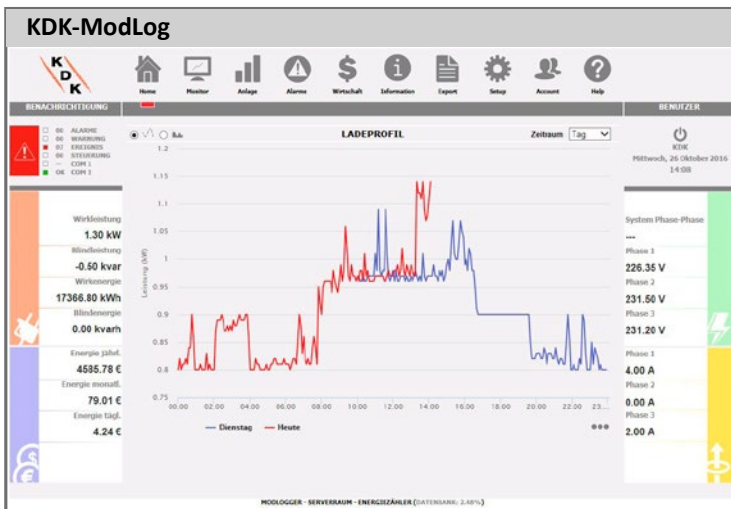 KDK-ModLog
K
D
K
Home Monitor Anlage Alarme Wirtschaft Information Export Setup Account Help
BENACHRICHTIGUNG
BENUTZER
06 ALARME
06 WARNUNG
07 EREIGNIS
06 STEUERUNG
-- COM 1
OK COM 3
LADEPROFIL
Zeitraum Tag
KDK
Mittwoch, 26 Oktober 2016
14:08
Wirkleistung
1.30 kW
Blindleistung
-0.50 kvar
Wirkenergie
17366.80 kWh
Blindenergie
0.00 kvarh
Energie jährl.
4585.78 €
Energie monatl.
79.01 €
Energie tägl.
4.24 €
Leistung (kW)
1.2
1.15
1.1
1.05
1
0.95
0.9
0.85
0.8
0.75
00.00 02.00 04.00 06.00 08.00 10.00 12.00 14.00 16.00 18.00 20.00 22.00 23...
Dienstag Heute
System Phase-Phase
---
Phase 1
226.35 V
Phase 2
231.50 V
Phase 3
231.20 V
Phase 1
4.00 A
Phase 2
0.00 A
Phase 3
2.00 A
MODLOGGER - SERVERRAUM - ENERGIEZÄHLER (DATENBANK: 2.48%)